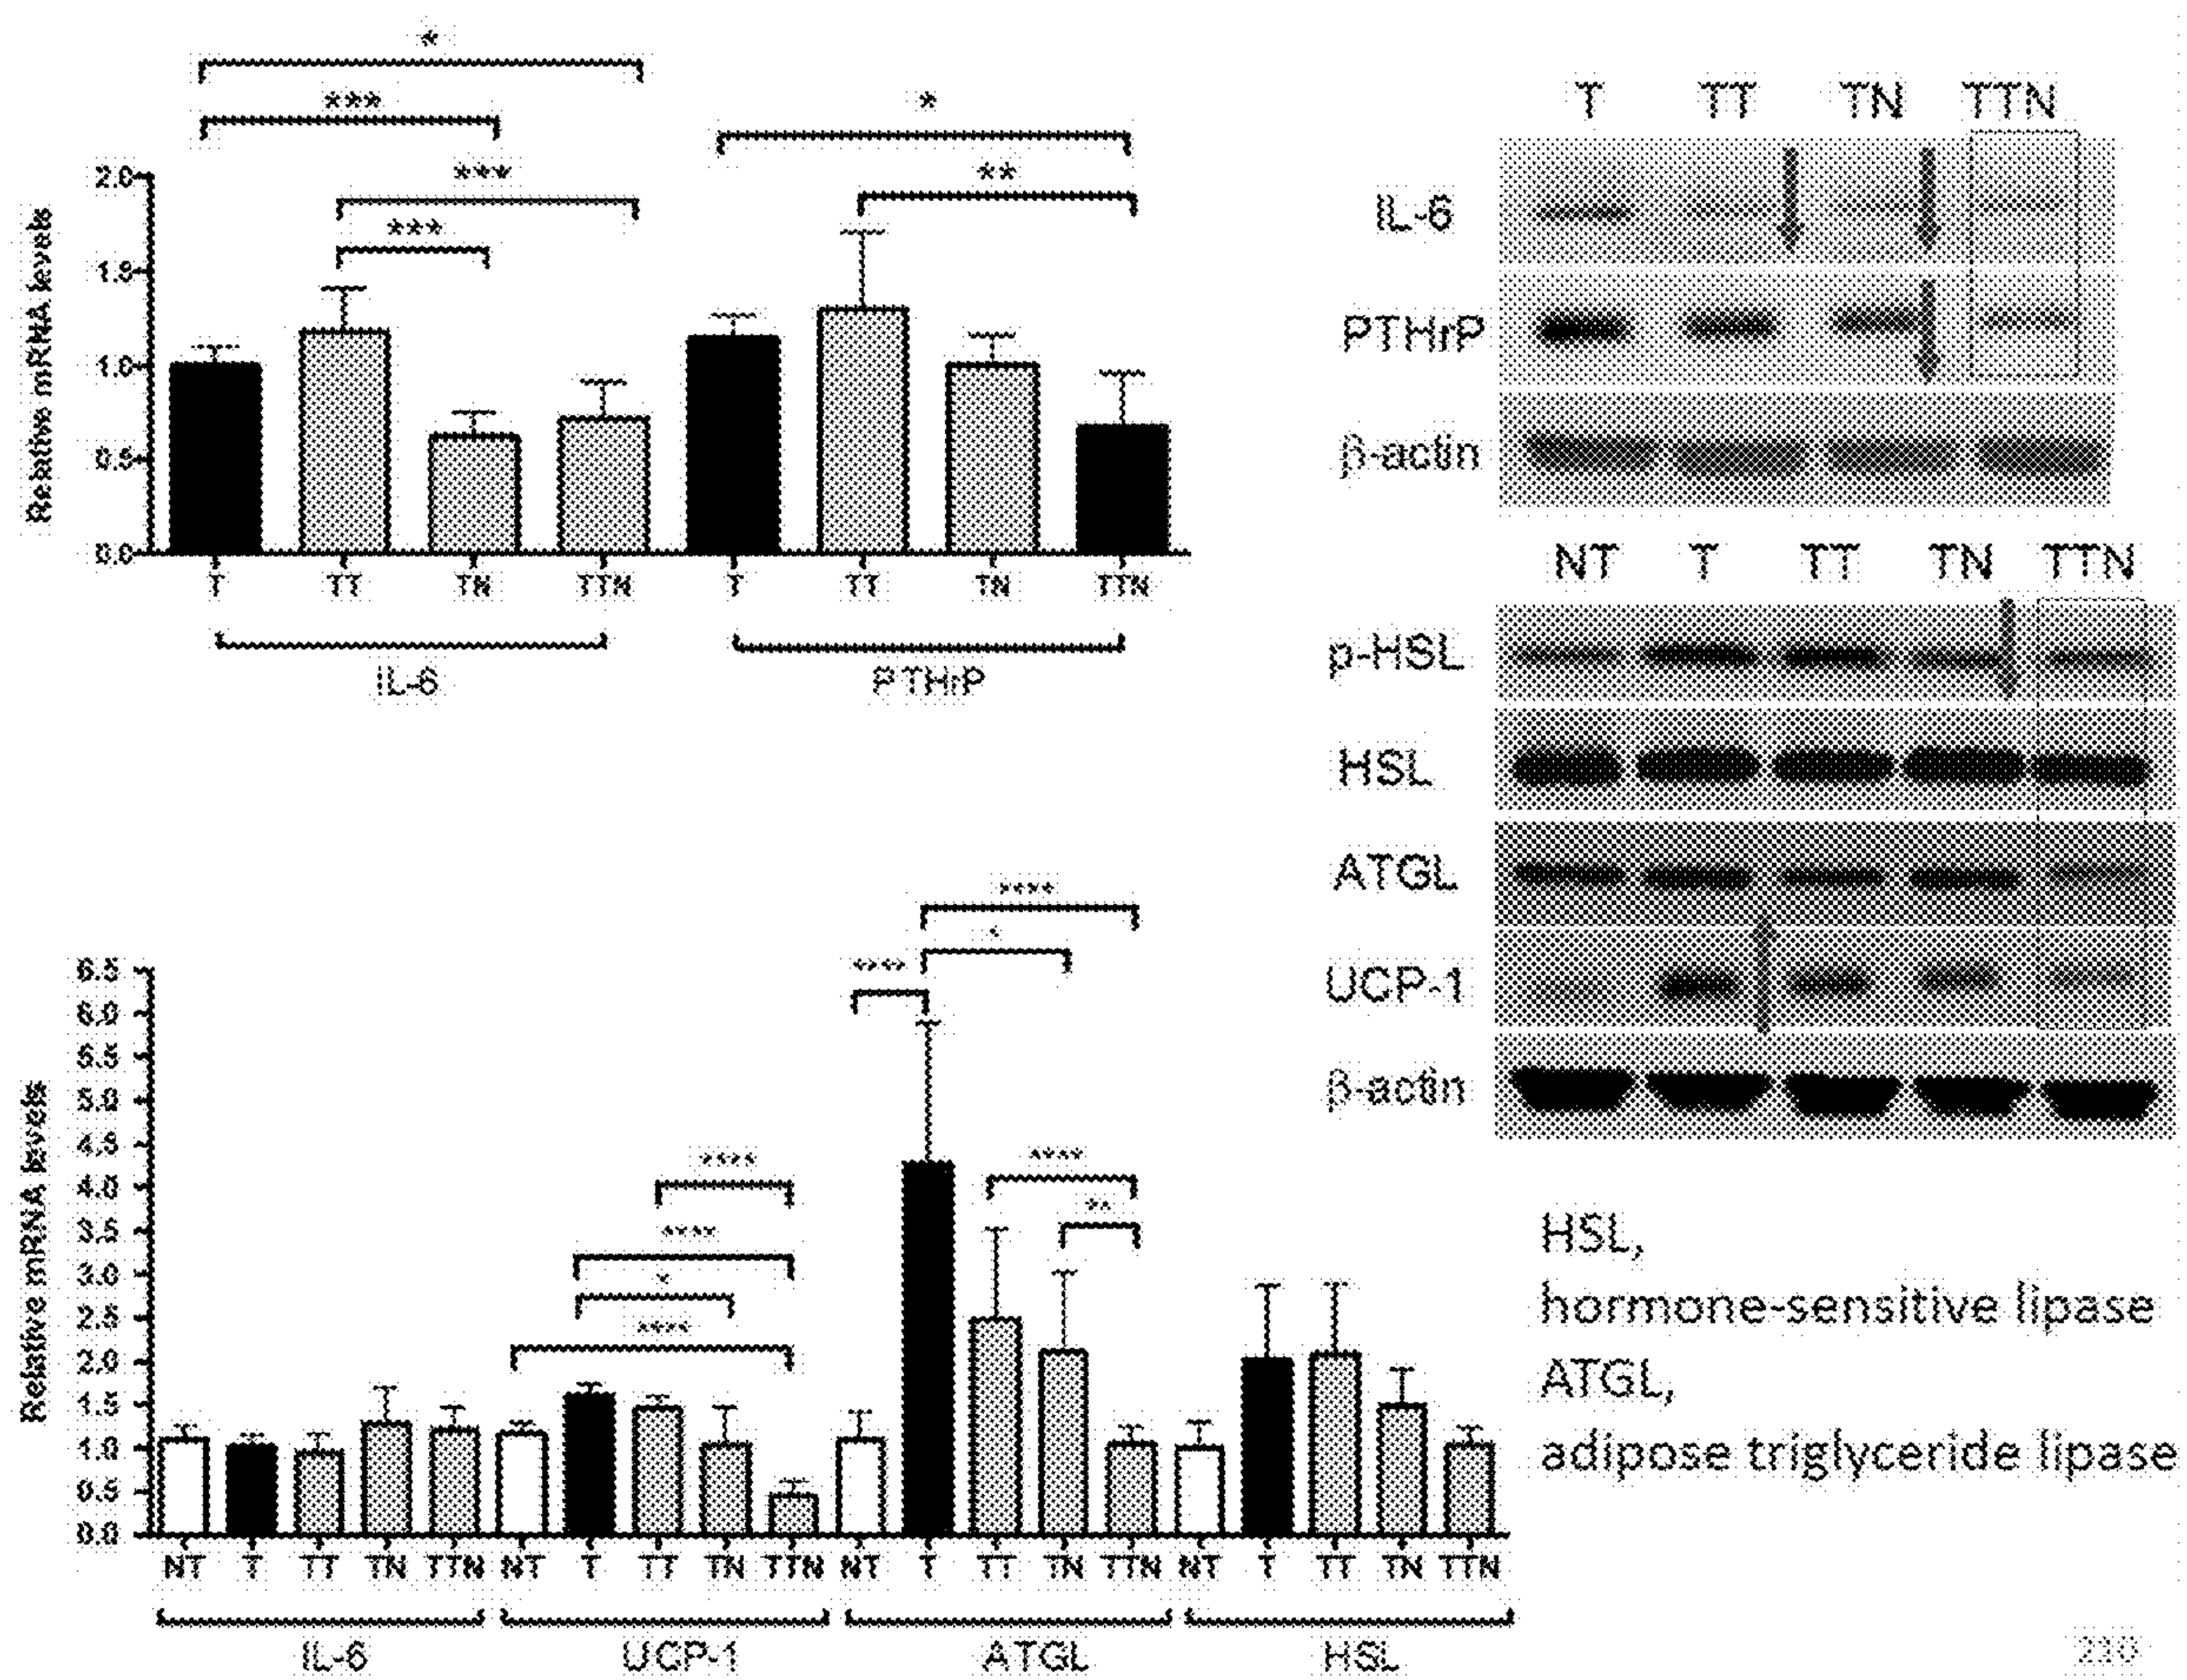 *
***
***
***
*
**
Relative mRNA levels
2.0
1.5
1.0
0.5
0.0
T TT TN TTN T TT TN TTN
IL-6 PTHrP
T TT TN TTN
IL-6
PTHrP
β-actin
NT T TT TN TTN
p-HSL
HSL
ATGL
UCP-1
β-actin
HSL,
hormone-sensitive lipase
ATGL,
adipose triglyceride lipase
****
*
****
****
**
****
****
*
****
Relative mRNA levels
6.5
6.0
5.5
5.0
4.5
4.0
3.5
3.0
2.5
2.0
1.5
1.0
0.5
0.0
NT T TT TN TTN NT T TT TN TTN NT T TT TN TTN NT T TT TN TTN
IL-6 UCP-1 ATGL HSL
210